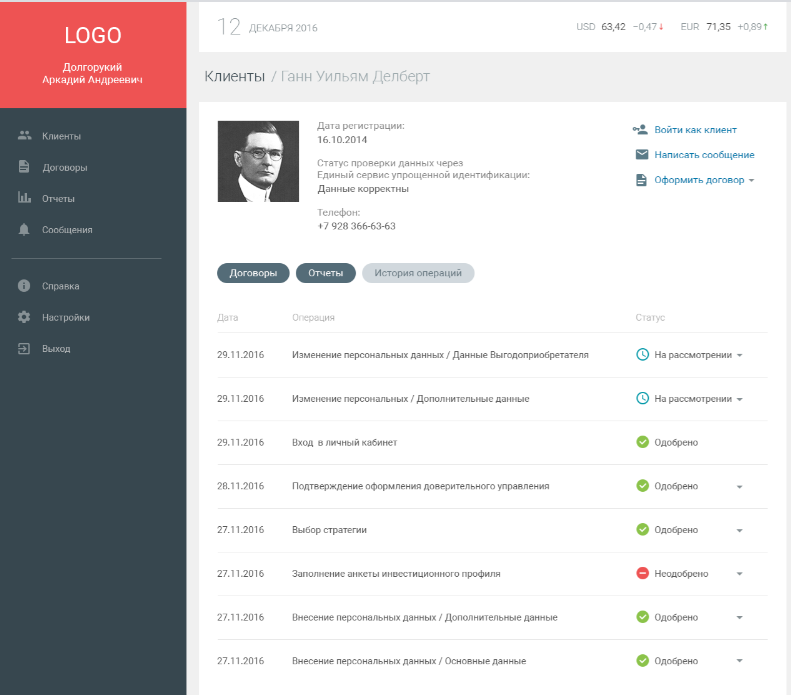 LOGO
Долгорукий
Аркадий Андреевич
Клиенты
Договоры
Отчеты
Сообщения
Справка
Настройки
Выход
12 ДЕКАБРЯ 2016
USD 63,42 −0,47↓ EUR 71,35 +0,89↑
Клиенты / Ганн Уильям Делберт
Дата регистрации:
16.10.2014
Статус проверки данных через
Единый сервис упрощенной идентификации:
Данные корректны
Телефон:
+7 928 366-63-63
Войти как клиент
Написать сообщение
Оформить договор
Договоры Отчеты История операций
Дата Операция Статус
29.11.2016 Изменение персональных данных / Данные Выгодоприобретателя На рассмотрении
29.11.2016 Изменение персональных / Дополнительные данные На рассмотрении
29.11.2016 Вход в личный кабинет Одобрено
28.11.2016 Подтверждение оформления доверительного управления Одобрено
27.11.2016 Выбор стратегии Одобрено
27.11.2016 Заполнение анкеты инвестиционного профиля Неодобрено
27.11.2016 Внесение персональных данных / Дополнительные данные Одобрено
27.11.2016 Внесение персональных данных / Основные данные Одобрено